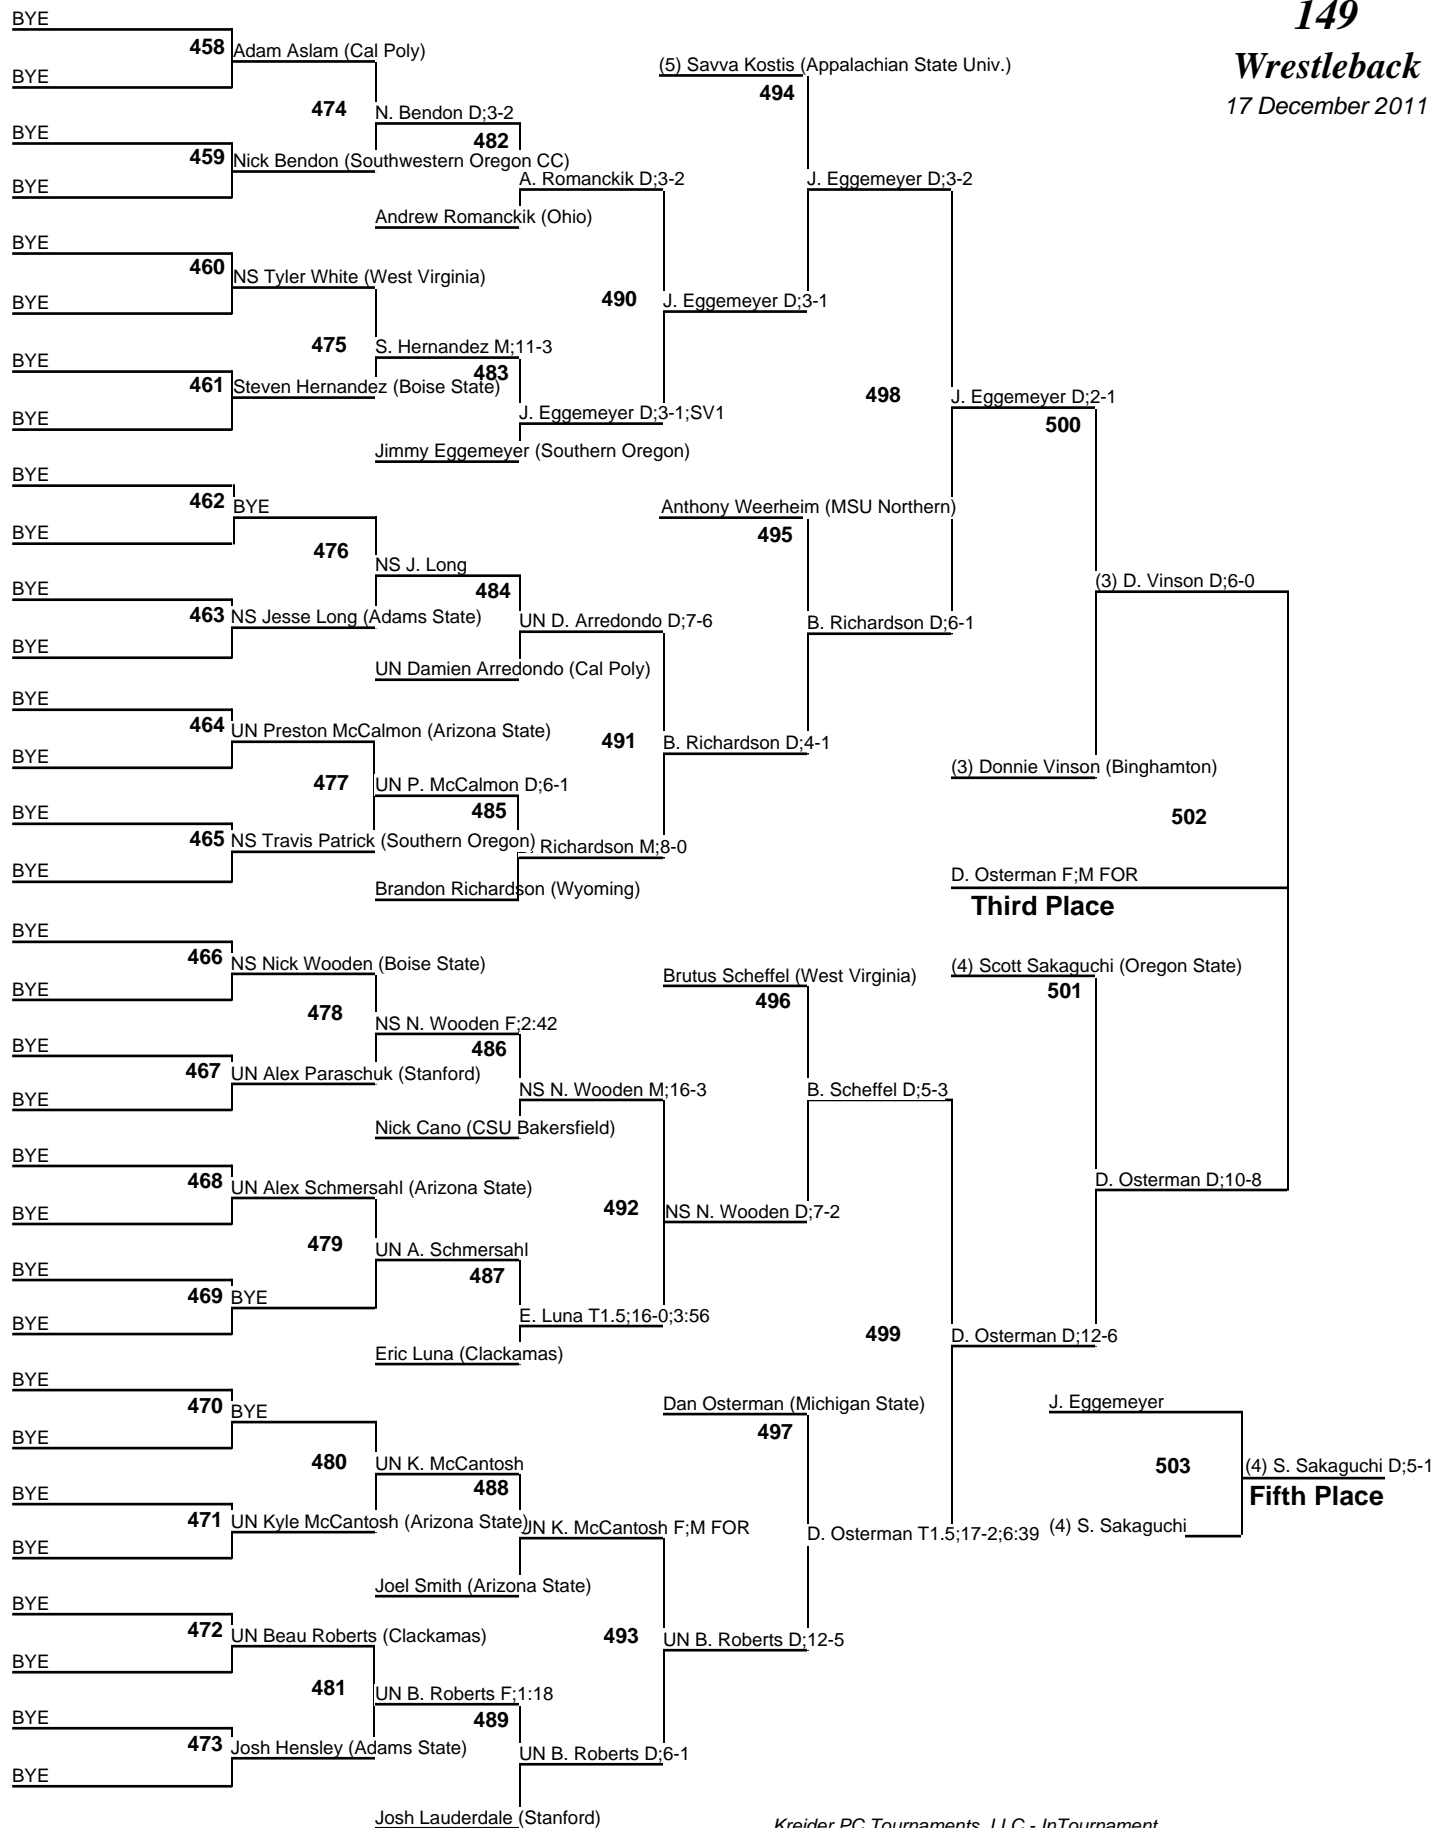 149
Wrestleback
17 December 2011
BYE
458 Adam Aslam (Cal Poly)
BYE
(5) Savva Kostis (Appalachian State Univ.)
494
474 N. Bendon D;3-2
482
BYE
459 Nick Bendon (Southwestern Oregon CC)
BYE
A. Romanckik D;3-2
J. Eggemeyer D;3-2
Andrew Romanckik (Ohio)
BYE
460 NS Tyler White (West Virginia)
BYE
490 J. Eggemeyer D;3-1
475 S. Hernandez M;11-3
483
BYE
461 Steven Hernandez (Boise State)
BYE
498 J. Eggemeyer D;2-1
500
J. Eggemeyer D;3-1;SV1
Jimmy Eggemeyer (Southern Oregon)
BYE
462 BYE
BYE
Anthony Weerheim (MSU Northern)
495
476 NS J. Long
484
(3) D. Vinson D;6-0
BYE
463 NS Jesse Long (Adams State)
BYE
UN D. Arredondo D;7-6
B. Richardson D;6-1
UN Damien Arredondo (Cal Poly)
BYE
464 UN Preston McCalmon (Arizona State)
BYE
491 B. Richardson D;4-1
(3) Donnie Vinson (Binghamton)
477 UN P. McCalmon D;6-1
485
502
BYE
465 NS Travis Patrick (Southern Oregon)
BYE
Richardson M;8-0
Brandon Richardson (Wyoming)
D. Osterman F;M FOR
Third Place
BYE
466 NS Nick Wooden (Boise State)
BYE
Brutus Scheffel (West Virginia)
496
(4) Scott Sakaguchi (Oregon State)
501
478 NS N. Wooden F;2:42
486
BYE
467 UN Alex Paraschuk (Stanford)
BYE
NS N. Wooden M;16-3
B. Scheffel D;5-3
Nick Cano (CSU Bakersfield)
BYE
468 UN Alex Schmersahl (Arizona State)
BYE
492 NS N. Wooden D;7-2
D. Osterman D;10-8
479 UN A. Schmersahl
487
BYE
469 BYE
BYE
E. Luna T1.5;16-0;3:56
499 D. Osterman D;12-6
Eric Luna (Clackamas)
BYE
470 BYE
BYE
Dan Osterman (Michigan State)
497
J. Eggemeyer
480 UN K. McCantosh
488
503 (4) S. Sakaguchi D;5-1
Fifth Place
BYE
471 UN Kyle McCantosh (Arizona State)
BYE
UN K. McCantosh F;M FOR
D. Osterman T1.5;17-2;6:39
(4) S. Sakaguchi
Joel Smith (Arizona State)
BYE
472 UN Beau Roberts (Clackamas)
BYE
493 UN B. Roberts D;12-5
481 UN B. Roberts F;1:18
489
BYE
473 Josh Hensley (Adams State)
BYE
UN B. Roberts D;6-1
Josh Lauderdale (Stanford)
Kreider PC Tournaments, LLC - InTournament